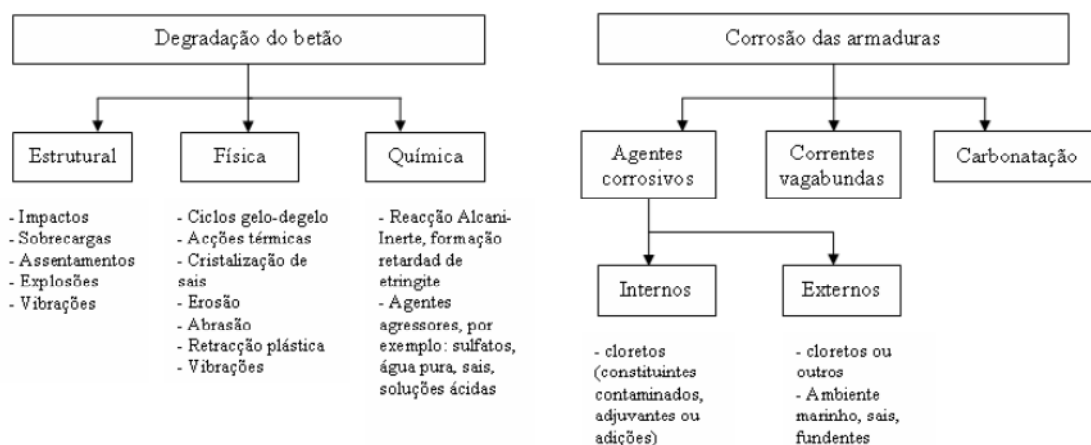 Degradação do betão
Estrutural
Física
Química
- Impactos
- Sobrecargas
- Assentamentos
- Explosões
- Vibrações
- Ciclos gelo-degelo
- Acções térmicas
- Cristalização de
sais
- Erosão
- Abrasão
- Retracção plástica
- Vibrações
- Reacção Alcani-
Inerte, formação
retardad de
etringite
- Agentes
agressores, por
exemplo: sulfatos,
água pura, sais,
soluções ácidas
Corrosão das armaduras
Agentes
corrosivos
Correntes
vagabundas
Carbonatação
Internos
Externos
- cloretos
(constituintes
contaminados,
adjuvantes ou
adições)
- cloretos ou
outros
- Ambiente
marinho, sais,
fundentes